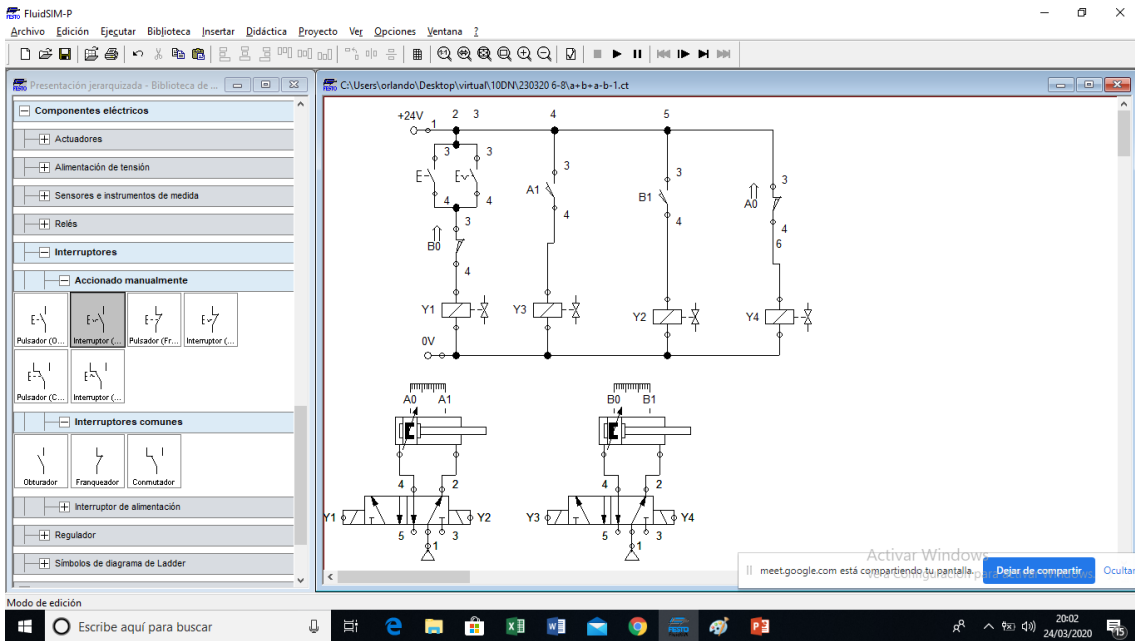 FluidSIM-P
Archivo Edición Ejecutar Biblioteca Insertar Didáctica Proyecto Ver Opciones Ventana ?
Presentación jerarquizada - Biblioteca de ...
C:\Users\orlando\Desktop\virtual\10DN\230320 6-8\a+b+a-b-1.ct
Componentes eléctricos
Actuadores
Alimentación de tensión
Sensores e instrumentos de medida
Relés
Interruptores
Accionado manualmente
Pulsador (O... Interruptor (... Pulsador (Fr... Interruptor (...
Pulsador (C... Interruptor (...
Interruptores comunes
Obturador Franqueador Conmutador
Interruptor de alimentación
Regulador
Símbolos de diagrama de Ladder
+24V 1 2 3 4 5
3 3 3 3 3
E E A1 B1 A0
4 4 4 4 4
3 6
B0
4
Y1 Y3 Y2 Y4
0V
A0 A1 B0 B1
4 2 4 2
Y1 Y2 Y3 Y4
5 3 5 3
1 1
Activar Windows
Ve a Configuración para activar Windows.
meet.google.com está compartiendo tu pantalla. Dejar de compartir Ocultar
Modo de edición
Escribe aquí para buscar
20:02
24/03/2020
15